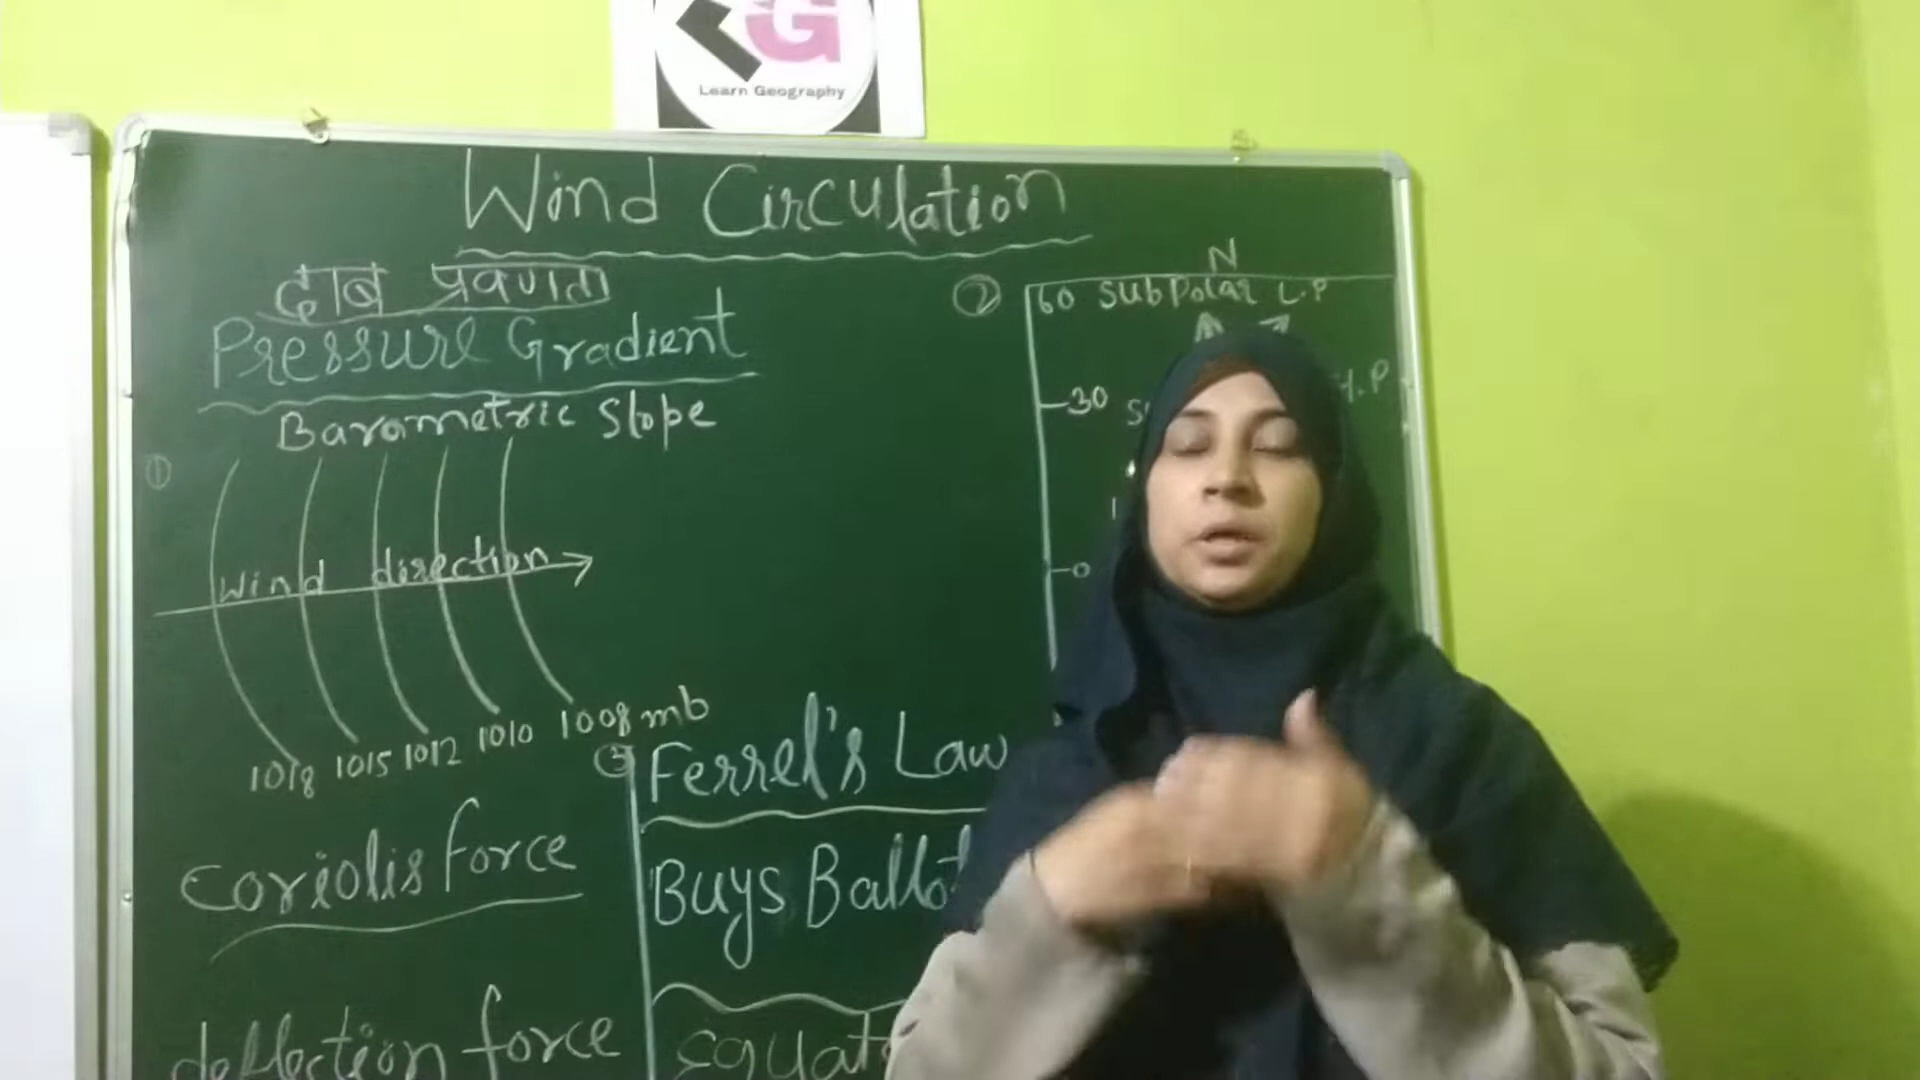 LG
Learn Geography
Wind Circulation
दाब प्रवणता
Pressure Gradient
Barometric Slope
①
Wind direction
1018 1015 1012 1010 1008 mb
Coriolis force
deflection force
②
N
60 Sub Polar L.P
30
H.P
0
③ Ferrel's Law
Buys Ballot